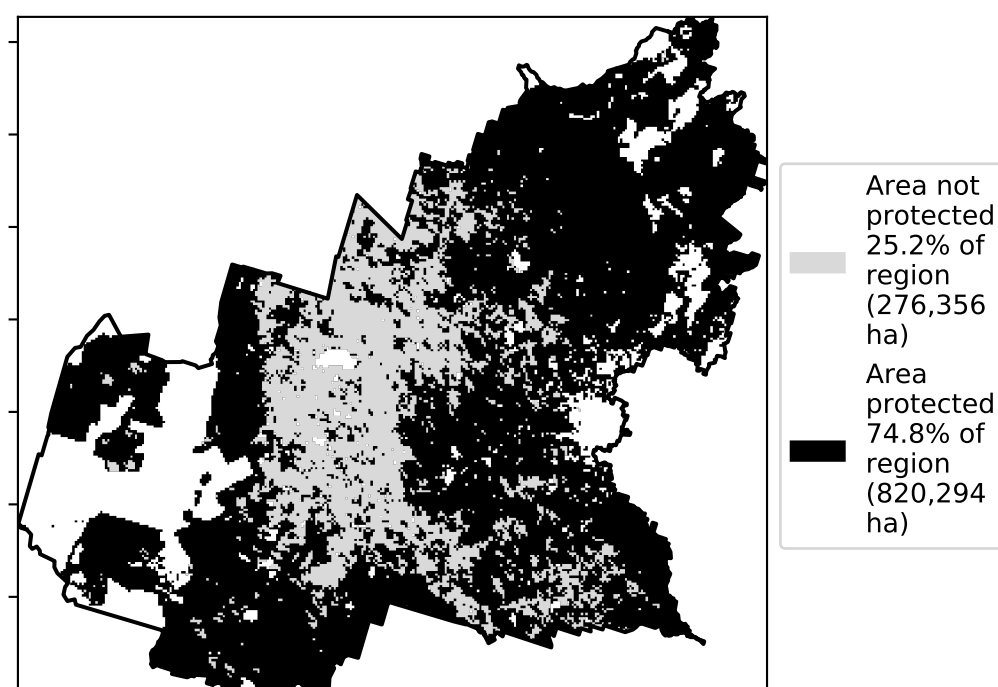 Area not
protected
25.2% of
region
(276,356
ha)
Area
protected
74.8% of
region
(820,294
ha)